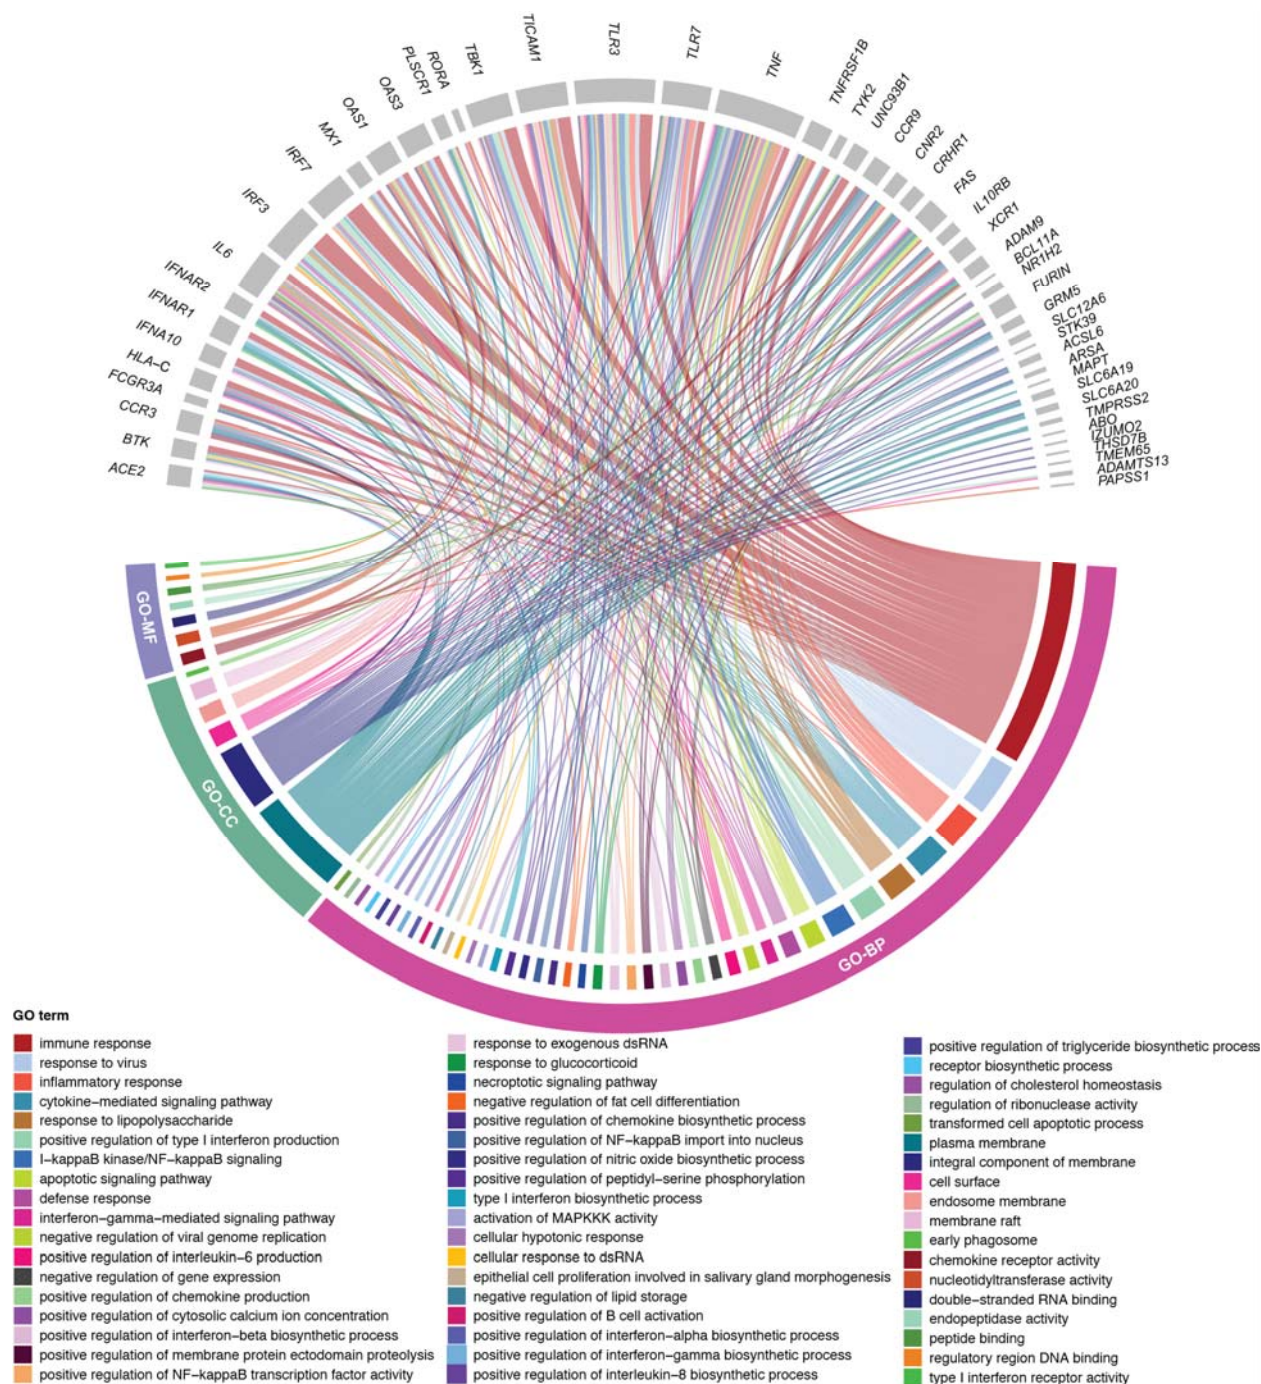 ACE2
BTK
CCR3
FCGR3A
HLA−C
IFNA10
IFNAR1
IFNAR2
IL6
IRF3
IRF7
MX1
OAS1
OAS3
PLSCR1
RORA
TBK1
TICAM1
TLR3
TLR7
TNF
TNFRSF1B
TYK2
UNC93B1
CCR9
CNR2
CRHR1
FAS
IL10RB
XCR1
ADAM9
BCL11A
NR1H2
FURIN
GRM5
SLC12A6
STK39
ACSL6
ARSA
MAPT
SLC6A19
SLC6A20
TMPRSS2
ABO
IZUMO2
THSD7B
TMEM65
ADAMTS13
PAPSS1
GO-MF
GO-CC
GO-BP
GO term
immune response
response to virus
inflammatory response
cytokine−mediated signaling pathway
response to lipopolysaccharide
positive regulation of type I interferon production
I−kappaB kinase/NF−kappaB signaling
apoptotic signaling pathway
defense response
interferon−gamma−mediated signaling pathway
negative regulation of viral genome replication
positive regulation of interleukin−6 production
negative regulation of gene expression
positive regulation of chemokine production
positive regulation of cytosolic calcium ion concentration
positive regulation of interferon−beta biosynthetic process
positive regulation of membrane protein ectodomain proteolysis
positive regulation of NF−kappaB transcription factor activity
response to exogenous dsRNA
response to glucocorticoid
necroptotic signaling pathway
negative regulation of fat cell differentiation
positive regulation of chemokine biosynthetic process
positive regulation of NF−kappaB import into nucleus
positive regulation of nitric oxide biosynthetic process
positive regulation of peptidyl−serine phosphorylation
type I interferon biosynthetic process
activation of MAPKKK activity
cellular hypotonic response
cellular response to dsRNA
epithelial cell proliferation involved in salivary gland morphogenesis
negative regulation of lipid storage
positive regulation of B cell activation
positive regulation of interferon−alpha biosynthetic process
positive regulation of interferon−gamma biosynthetic process
positive regulation of interleukin−8 biosynthetic process
positive regulation of triglyceride biosynthetic process
receptor biosynthetic process
regulation of cholesterol homeostasis
regulation of ribonuclease activity
transformed cell apoptotic process
plasma membrane
integral component of membrane
cell surface
endosome membrane
membrane raft
early phagosome
chemokine receptor activity
nucleotidyltransferase activity
double−stranded RNA binding
endopeptidase activity
peptide binding
regulatory region DNA binding
type I interferon receptor activity